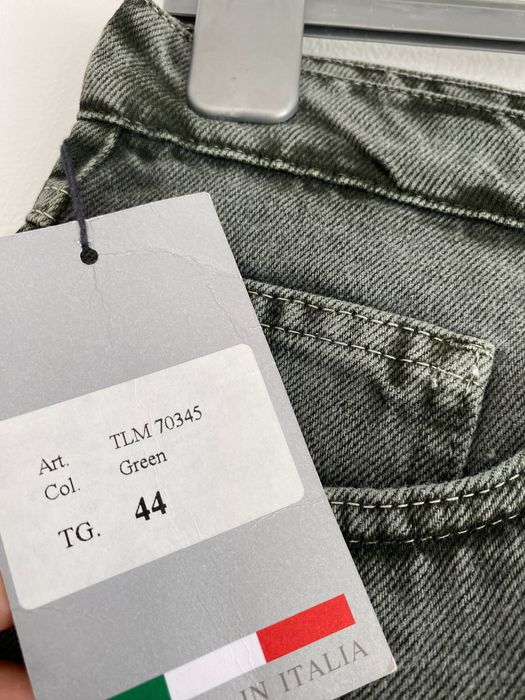 Art. TLM 70345
Col. Green
TG. 44
IN ITALIA